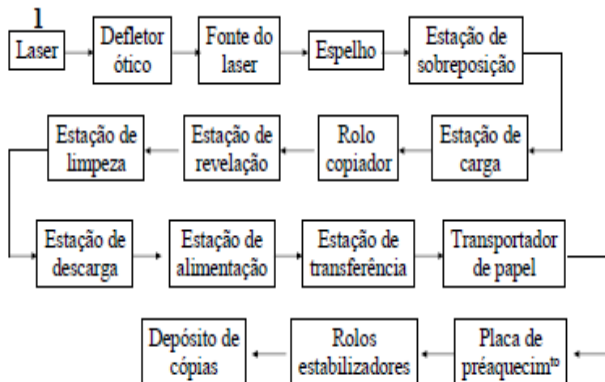 1
Laser
Defletor
ótico
Fonte do
laser
Espelho
Estação de
sobreposição
Estação de
limpeza
Estação de
revelação
Rolo
copiador
Estação de
carga
Estação de
descarga
Estação de
alimentação
Estação de
transferência
Transportador
de papel
Depósito de
cópias
Rolos
estabilizadores
Placa de
préaquecimᵗᵒ